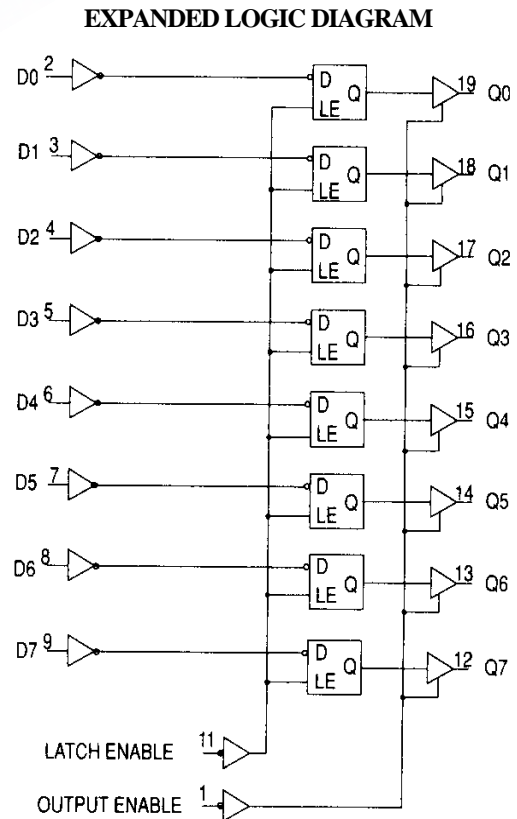 EXPANDED LOGIC DIAGRAM
D0 2 D Q LE 19 Q0
D1 3 D Q LE 18 Q1
D2 4 D Q LE 17 Q2
D3 5 D Q LE 16 Q3
D4 6 D Q LE 15 Q4
D5 7 D Q LE 14 Q5
D6 8 D Q LE 13 Q6
D7 9 D Q LE 12 Q7
LATCH ENABLE 11
OUTPUT ENABLE 1